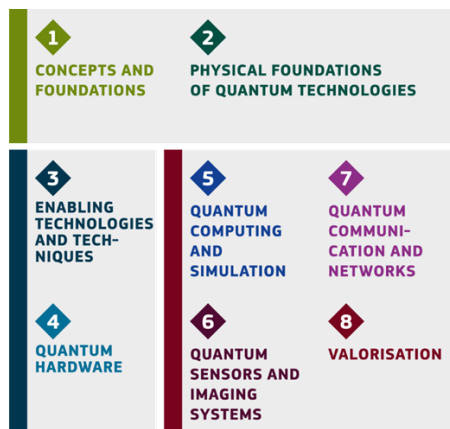 1
CONCEPTS AND
FOUNDATIONS
2
PHYSICAL FOUNDATIONS
OF QUANTUM TECHNOLOGIES
3
ENABLING
TECHNOLOGIES
AND TECH-
NIQUES
4
QUANTUM
HARDWARE
5
QUANTUM
COMPUTING
AND
SIMULATION
6
QUANTUM
SENSORS AND
IMAGING
SYSTEMS
7
QUANTUM
COMMUNI-
CATION AND
NETWORKS
8
VALORISATION